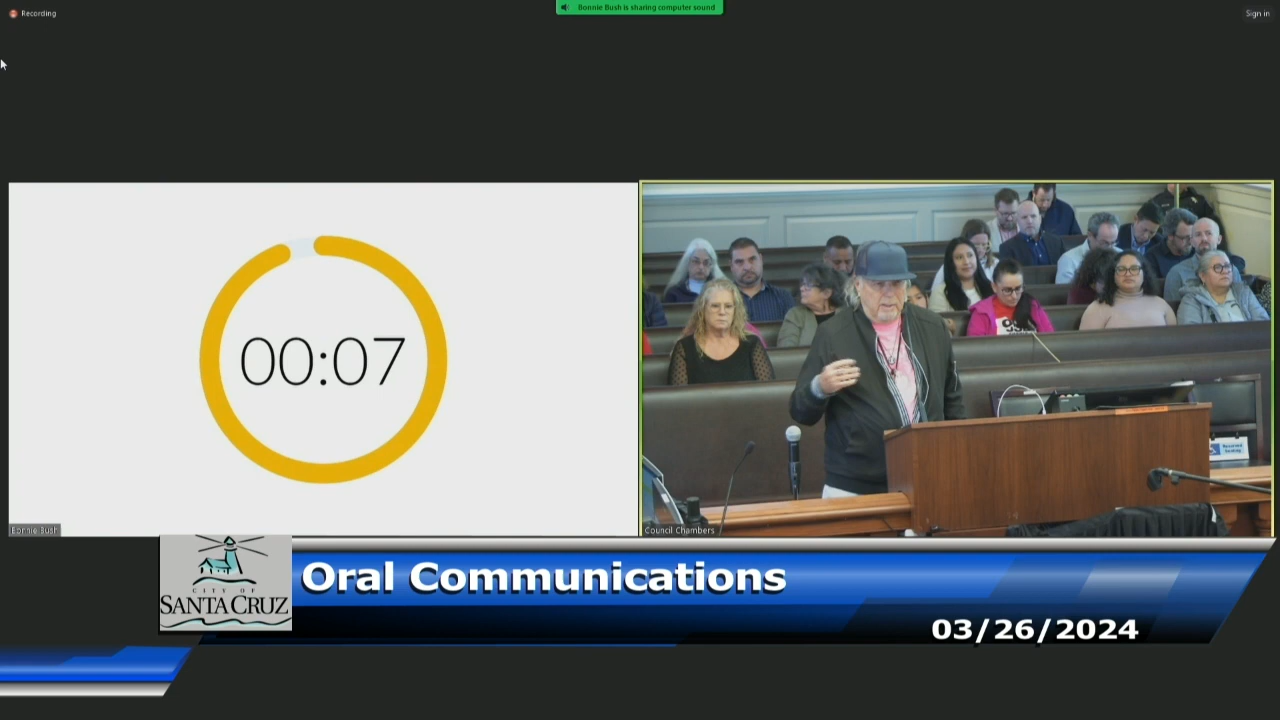 Recording
Bonnie Bush is sharing computer sound
Sign in
00:07
Bonnie Bush
Council Chambers
CITY OF
SANTA CRUZ
Oral Communications
03/26/2024